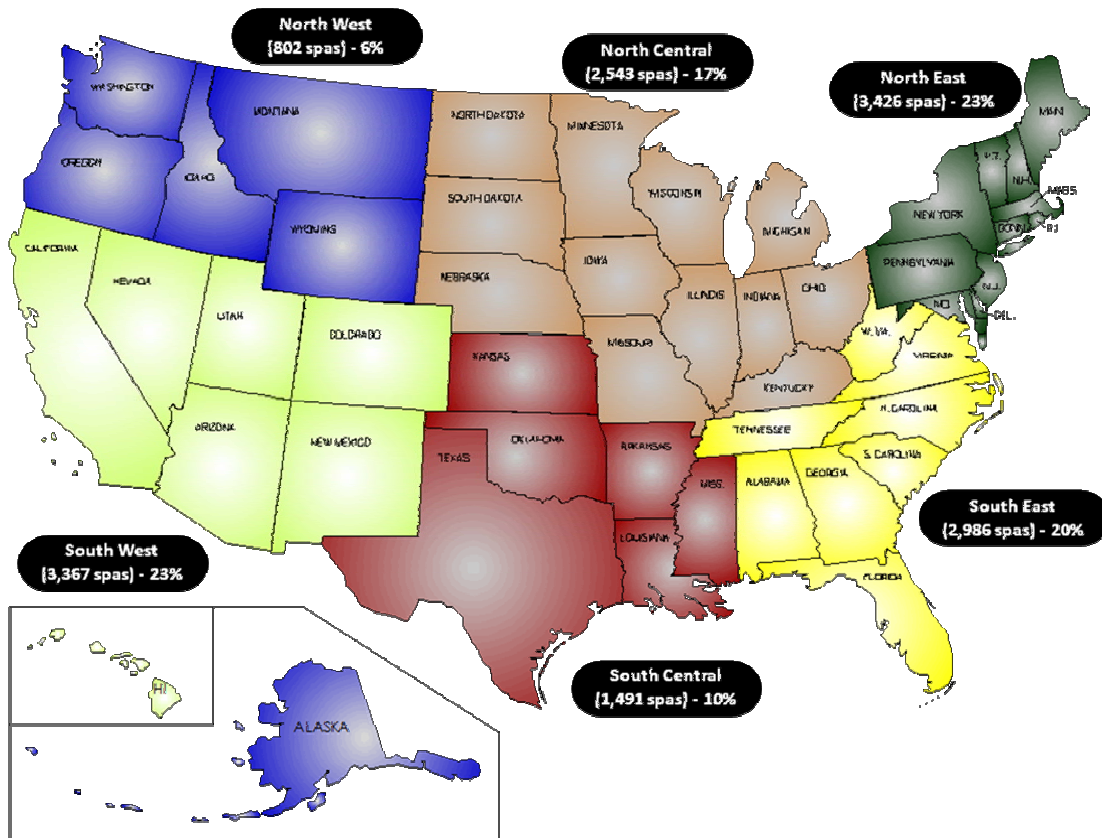 North West
(802 spas) - 6%
North Central
(2,543 spas) - 17%
North East
(3,426 spas) - 23%
WASHINGTON
MONTANA
NORTH DAKOTA
MINNESOTA
MAN.
OREGON
IDAHO
V.T.
N.H.
WISCONSIN
SOUTH DAKOTA
MASS.
WYOMING
NEW YORK
CONN.
RI
MICHIGAN
CALIFORNIA
PENNSYLVANIA
IOWA
NEBRASKA
NEVADA
OHIO
N.J.
ILLINOIS
INDIANA
MD.
UTAH
DEL.
COLORADO
W. VA.
MISSOURI
VIRGINIA
KANSAS
KENTUCKY
N. CAROLINA
ARIZONA
TENNESSEE
OKLAHOMA
NEW MEXICO
ARKANSAS
S. CAROLINA
TEXAS
GEORGIA
MISS.
ALABAMA
South East
(2,986 spas) - 20%
LOUISIANA
South West
(3,367 spas) - 23%
FLORIDA
South Central
(1,491 spas) - 10%
HI
ALASKA